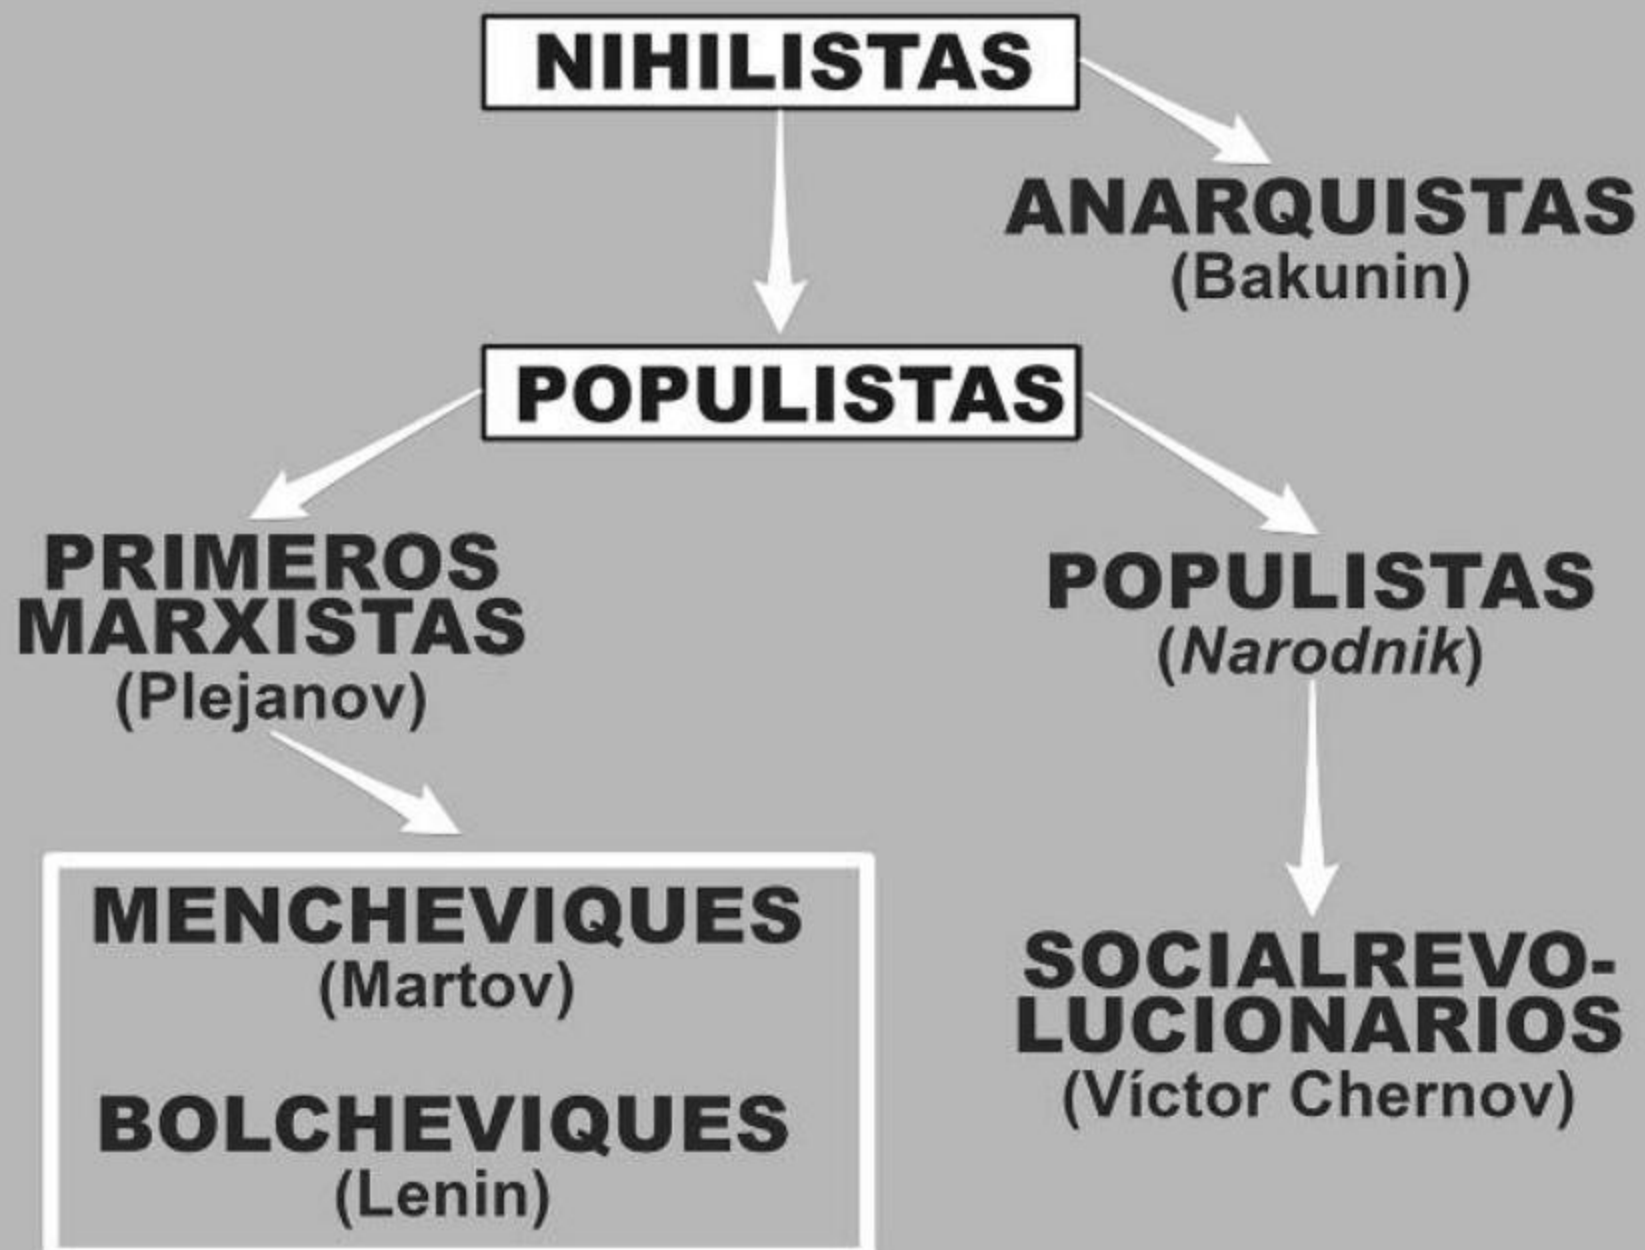 NIHILISTAS
ANARQUISTAS
(Bakunin)
POPULISTAS
PRIMEROS
MARXISTAS
(Plejanov)
POPULISTAS
(Narodnik)
MENCHEVIQUES
(Martov)
BOLCHEVIQUES
(Lenin)
SOCIALREVO-
LUCIONARIOS
(Víctor Chernov)